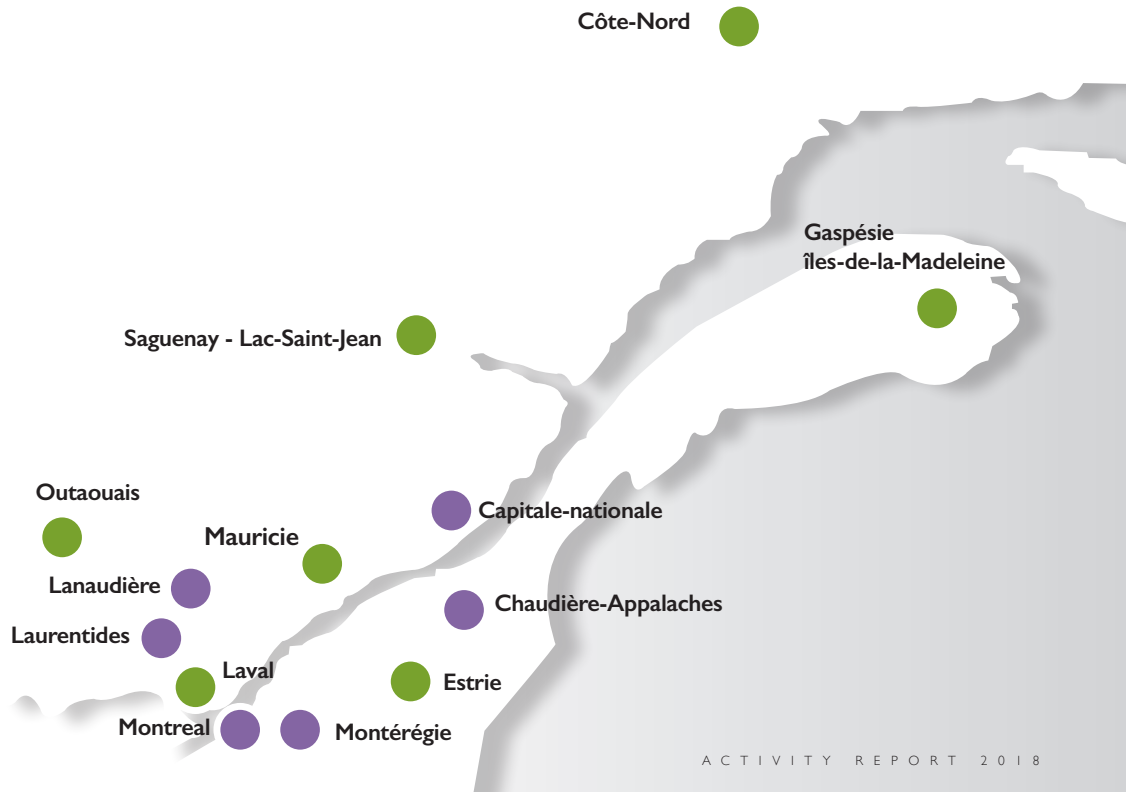 Côte-Nord
Gaspésie
îles-de-la-Madeleine
Saguenay - Lac-Saint-Jean
Outaouais
Capitale-nationale
Mauricie
Lanaudière
Chaudière-Appalaches
Laurentides
Laval
Estrie
Montreal
Montérégie
ACTIVITY REPORT 2018